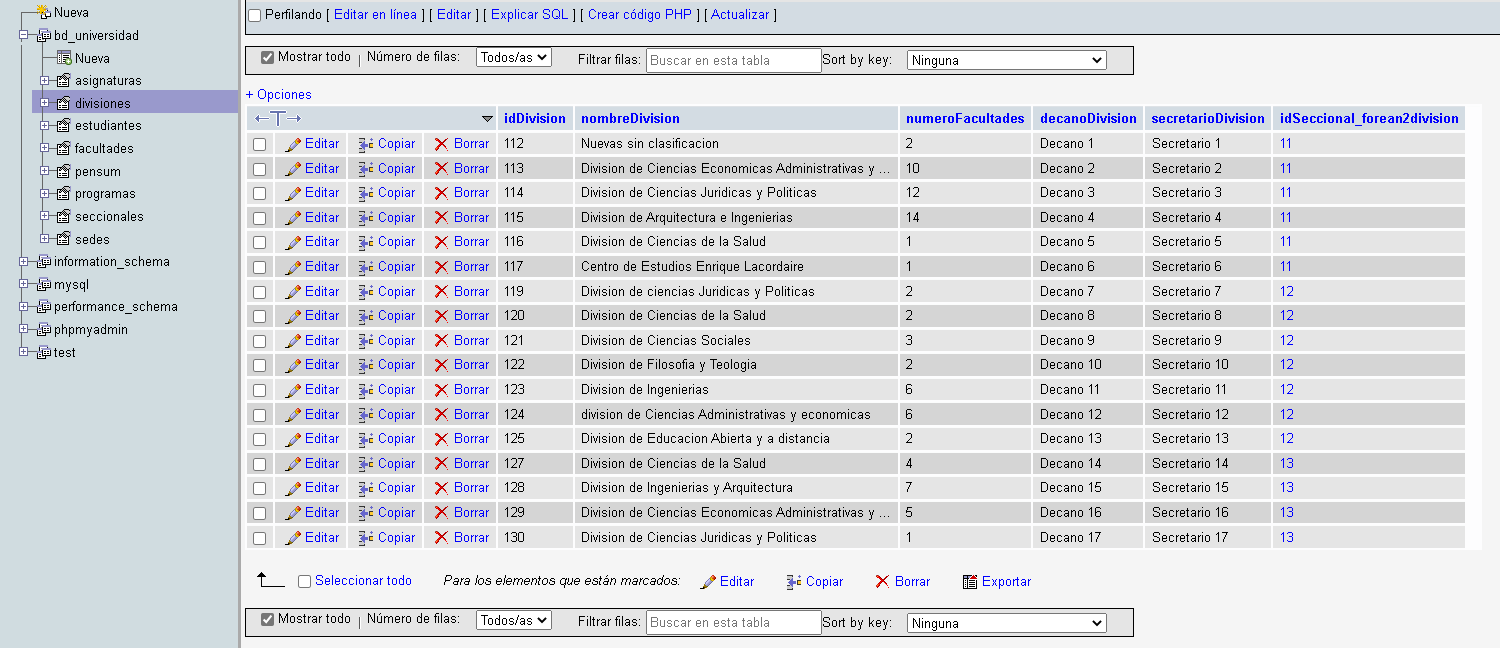 Nueva
bd_universidad
Nueva
asignaturas
divisiones
estudiantes
facultades
pensum
programas
seccionales
sedes
information_schema
mysql
performance_schema
phpmyadmin
test
Perfilando [ Editar en línea ] [ Editar ] [ Explicar SQL ] [ Crear código PHP ] [ Actualizar ]
Mostrar todo | Número de filas: Todos/as Filtrar filas: Buscar en esta tabla Sort by key: Ninguna
+ Opciones
←T→ idDivision nombreDivision numeroFacultades decanoDivision secretarioDivision idSeccional_forean2division
Editar Copiar Borrar 112 Nuevas sin clasificacion 2 Decano 1 Secretario 1 11
Editar Copiar Borrar 113 Division de Ciencias Economicas Administrativas y ... 10 Decano 2 Secretario 2 11
Editar Copiar Borrar 114 Division de Ciencias Juridicas y Politicas 12 Decano 3 Secretario 3 11
Editar Copiar Borrar 115 Division de Arquitectura e Ingenierias 14 Decano 4 Secretario 4 11
Editar Copiar Borrar 116 Division de Ciencias de la Salud 1 Decano 5 Secretario 5 11
Editar Copiar Borrar 117 Centro de Estudios Enrique Lacordaire 1 Decano 6 Secretario 6 11
Editar Copiar Borrar 119 Division de ciencias Juridicas y Politicas 2 Decano 7 Secretario 7 12
Editar Copiar Borrar 120 Division de Ciencias de la Salud 2 Decano 8 Secretario 8 12
Editar Copiar Borrar 121 Division de Ciencias Sociales 3 Decano 9 Secretario 9 12
Editar Copiar Borrar 122 Division de Filosofia y Teologia 2 Decano 10 Secretario 10 12
Editar Copiar Borrar 123 Division de Ingenierias 6 Decano 11 Secretario 11 12
Editar Copiar Borrar 124 division de Ciencias Administrativas y economicas 6 Decano 12 Secretario 12 12
Editar Copiar Borrar 125 Division de Educacion Abierta y a distancia 2 Decano 13 Secretario 13 12
Editar Copiar Borrar 127 Division de Ciencias de la Salud 4 Decano 14 Secretario 14 13
Editar Copiar Borrar 128 Division de Ingenierias y Arquitectura 7 Decano 15 Secretario 15 13
Editar Copiar Borrar 129 Division de Ciencias Economicas Administrativas y ... 5 Decano 16 Secretario 16 13
Editar Copiar Borrar 130 Division de Ciencias Juridicas y Politicas 1 Decano 17 Secretario 17 13
Seleccionar todo Para los elementos que están marcados: Editar Copiar Borrar Exportar
Mostrar todo | Número de filas: Todos/as Filtrar filas: Buscar en esta tabla Sort by key: Ninguna